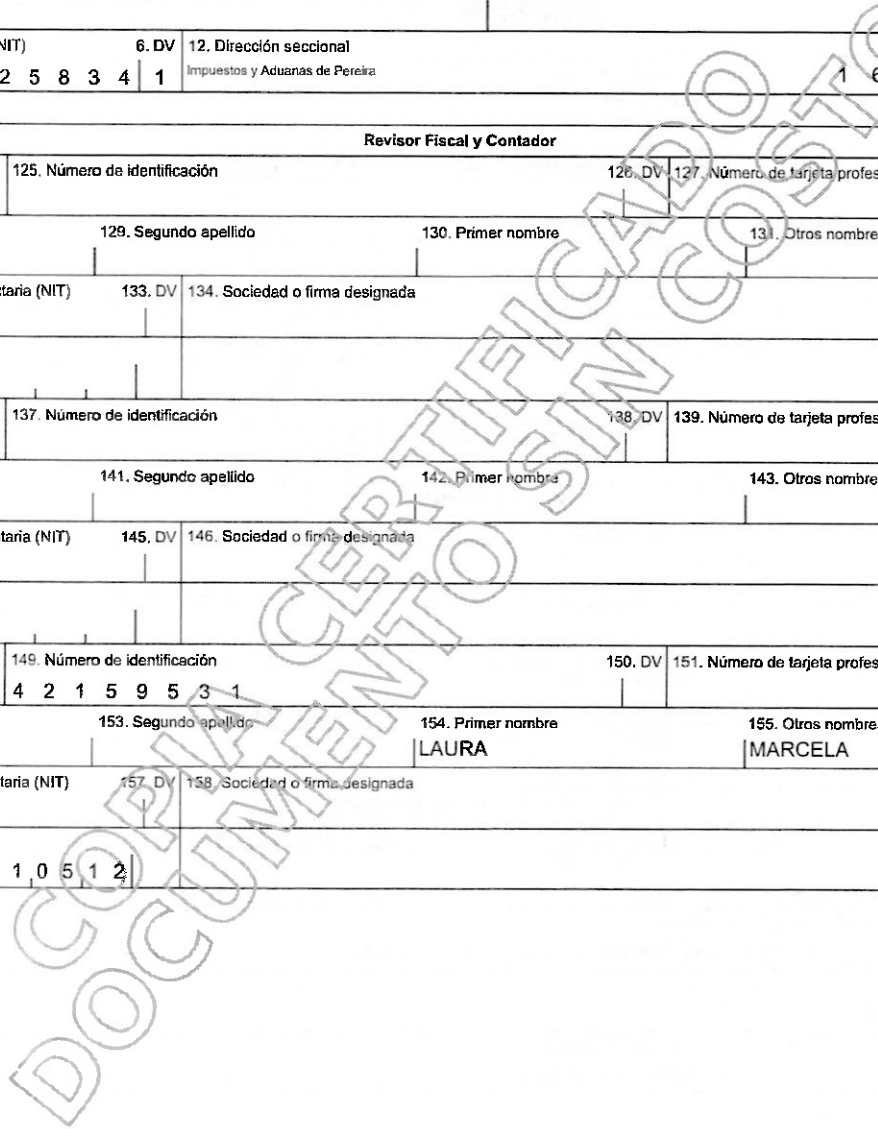 NIT) 6. DV 12. Dirección seccional
2 5 8 3 4 1 Impuestos y Aduanas de Pereira 1 6
Revisor Fiscal y Contador
125. Número de identificación 126. DV 127. Número de tarjeta profes
129. Segundo apellido 130. Primer nombre 131. Otros nombre
taria (NIT) 133. DV 134. Sociedad o firma designada
137. Número de identificación 138. DV 139. Número de tarjeta profes
141. Segundo apellido 142. Primer nombre 143. Otros nombre
taria (NIT) 145. DV 146. Sociedad o firma designada
149. Número de identificación 150. DV 151. Número de tarjeta profes
4 2 1 5 9 5 3 1
153. Segundo apellido 154. Primer nombre 155. Otros nombre
LAURA MARCELA
taria (NIT) 157. DV 158. Sociedad o firma designada
1 0 5 1 2
COPIA CERTIFICADO
DOCUMENTO SIN COSTO